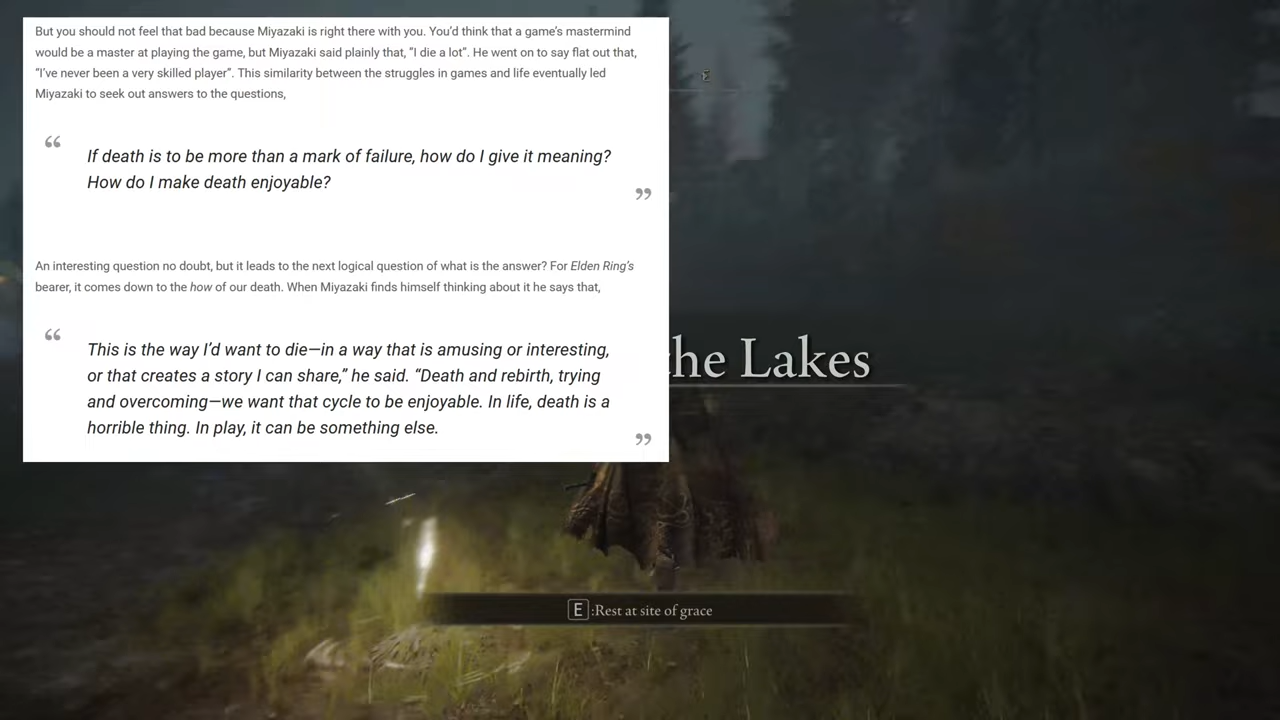 But you should not feel that bad because Miyazaki is right there with you. You'd think that a game's mastermind
would be a master at playing the game, but Miyazaki said plainly that, "I die a lot". He went on to say flat out that,
"I've never been a very skilled player". This similarity between the struggles in games and life eventually led
Miyazaki to seek out answers to the questions,
“
If death is to be more than a mark of failure, how do I give it meaning?
How do I make death enjoyable?
”
An interesting question no doubt, but it leads to the next logical question of what is the answer? For Elden Ring's
bearer, it comes down to the how of our death. When Miyazaki finds himself thinking about it he says that,
“
This is the way I'd want to die—in a way that is amusing or interesting,
or that creates a story I can share,” he said. “Death and rebirth, trying
and overcoming—we want that cycle to be enjoyable. In life, death is a
horrible thing. In play, it can be something else.
”
the Lakes
E :Rest at site of grace